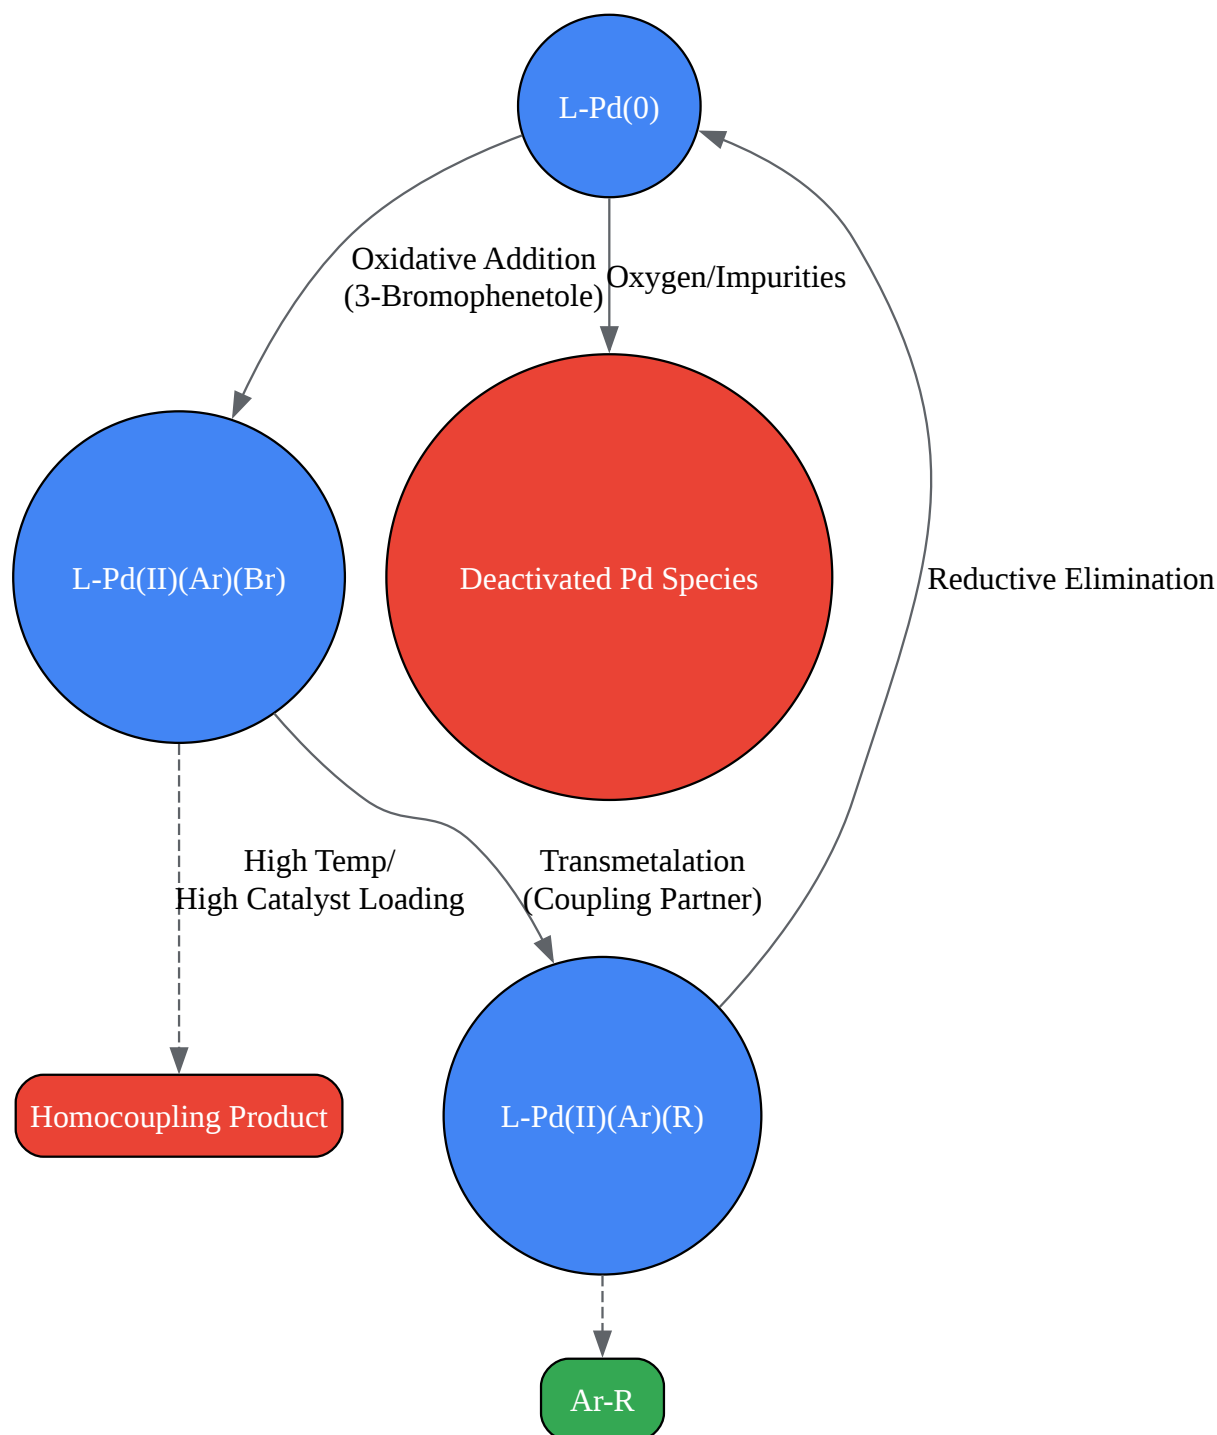 L-Pd(0)
Oxidative Addition
(3-Bromophenetole)
Oxygen/Impurities
L-Pd(II)(Ar)(Br)
Deactivated Pd Species
Reductive Elimination
High Temp/
High Catalyst Loading
Transmetalation
(Coupling Partner)
Homocoupling Product
L-Pd(II)(Ar)(R)
Ar-R